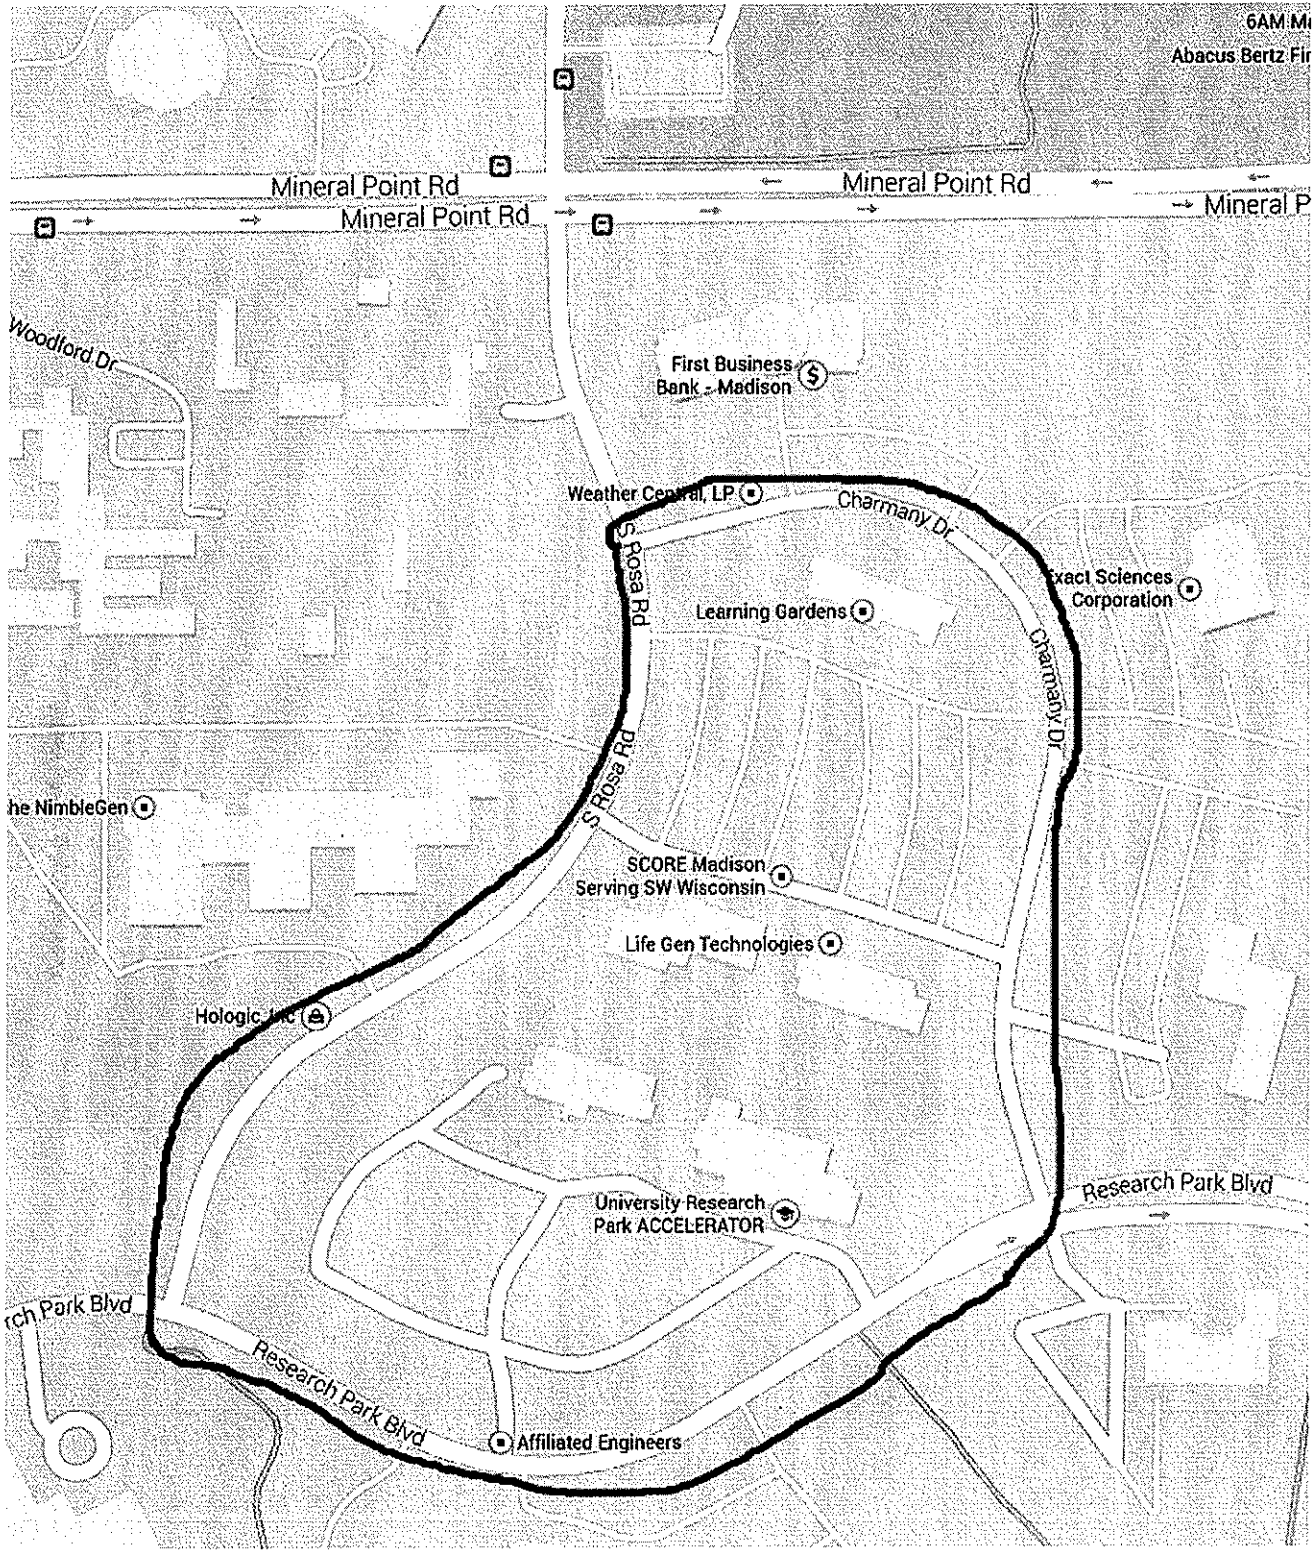 6AM M
Abacus Bertz Fir
Mineral Point Rd
Mineral Point Rd
Mineral Point Rd
Mineral P
Woodford Dr
First Business
Bank - Madison
$
Weather Central, LP
Charmany Dr
S Rosa Rd
xact Sciences
Corporation
Learning Gardens
Charmany Dr
S Rosa Rd
he NimbleGen
SCORE Madison
Serving SW Wisconsin
Life Gen Technologies
Hologic, Inc
University Research
Park ACCELERATOR
Research Park Blvd
rch Park Blvd
Research Park Blvd
Affiliated Engineers